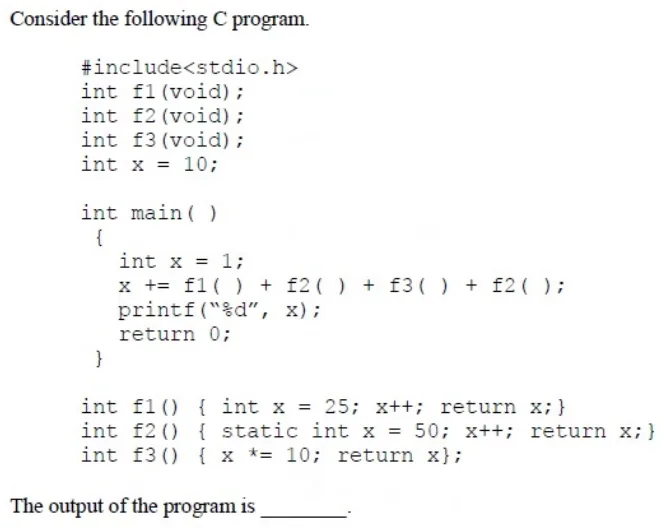 Consider the following C program.
#include<stdio.h>
int f1(void);
int f2(void);
int f3(void);
int x = 10;
int main( )
{
int x = 1;
x += f1( ) + f2( ) + f3( ) + f2( );
printf(“%d”, x);
return 0;
}
int f1() { int x = 25; x++; return x;}
int f2() { static int x = 50; x++; return x;}
int f3() { x *= 10; return x};
The output of the program is ________.